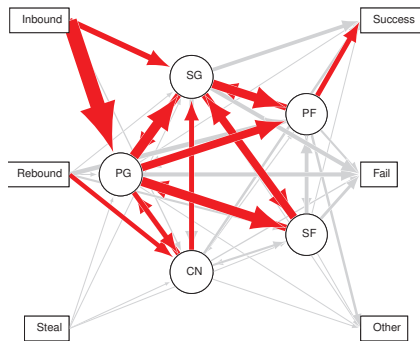 Inbound
Success
SG
PF
Rebound
PG
Fail
SF
CN
Steal
Other